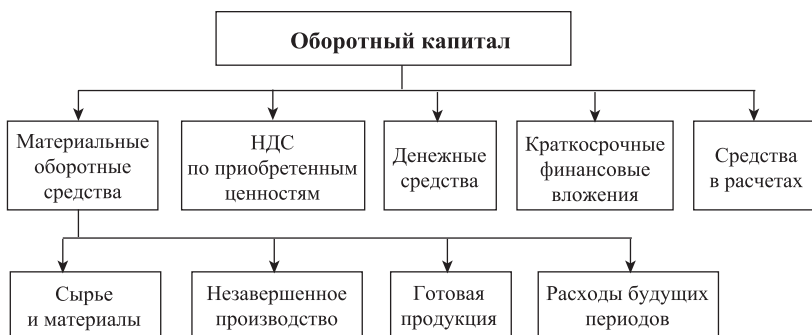 Оборотный капитал
Материальные
оборотные
средства
НДС
по приобретенным
ценностям
Денежные
средства
Краткосрочные
финансовые
вложения
Средства
в расчетах
Сырье
и материалы
Незавершенное
производство
Готовая
продукция
Расходы будущих
периодов